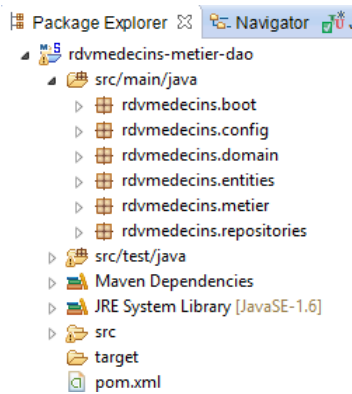 Package Explorer Navigator
rdvmedecins-metier-dao
src/main/java
rdvmedecins.boot
rdvmedecins.config
rdvmedecins.domain
rdvmedecins.entities
rdvmedecins.metier
rdvmedecins.repositories
src/test/java
Maven Dependencies
JRE System Library [JavaSE-1.6]
src
target
pom.xml